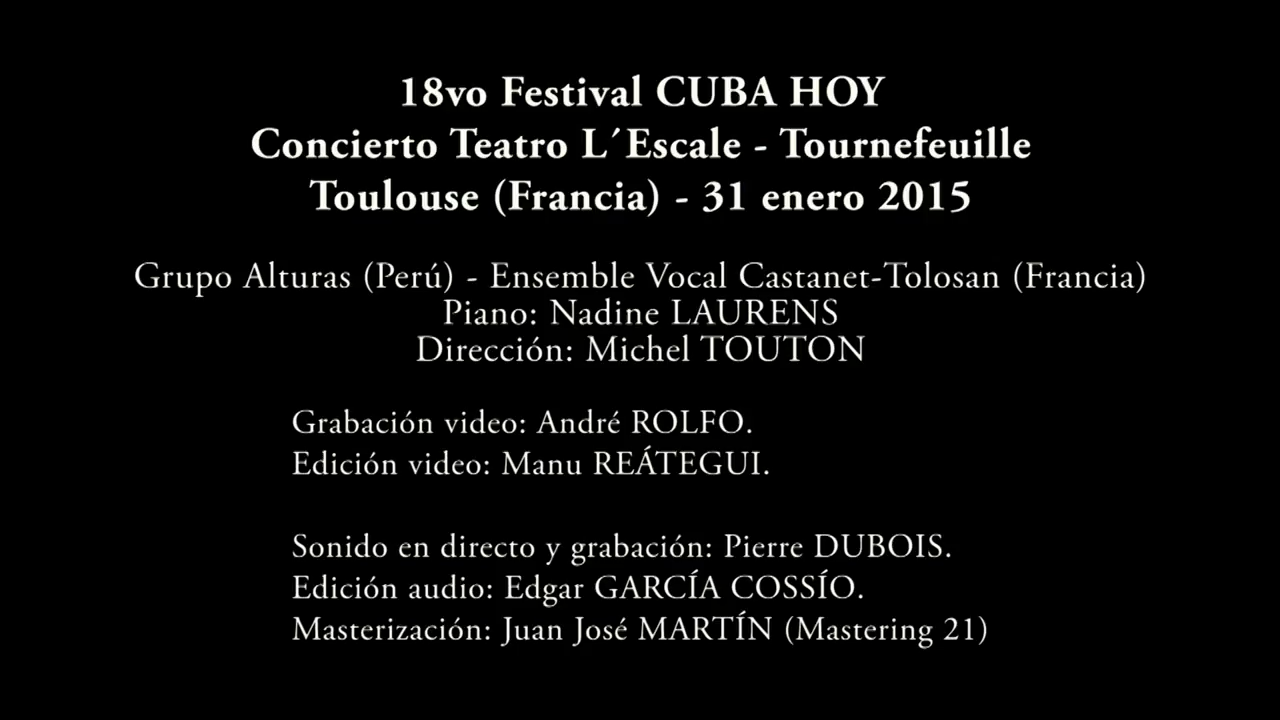 18vo Festival CUBA HOY
Concierto Teatro L´Escale - Tournefeuille
Toulouse (Francia) - 31 enero 2015
Grupo Alturas (Perú) - Ensemble Vocal Castanet-Tolosan (Francia)
Piano: Nadine LAURENS
Dirección: Michel TOUTON
Grabación video: André ROLFO.
Edición video: Manu REÁTEGUI.
Sonido en directo y grabación: Pierre DUBOIS.
Edición audio: Edgar GARCÍA COSSÍO.
Masterización: Juan José MARTÍN (Mastering 21)